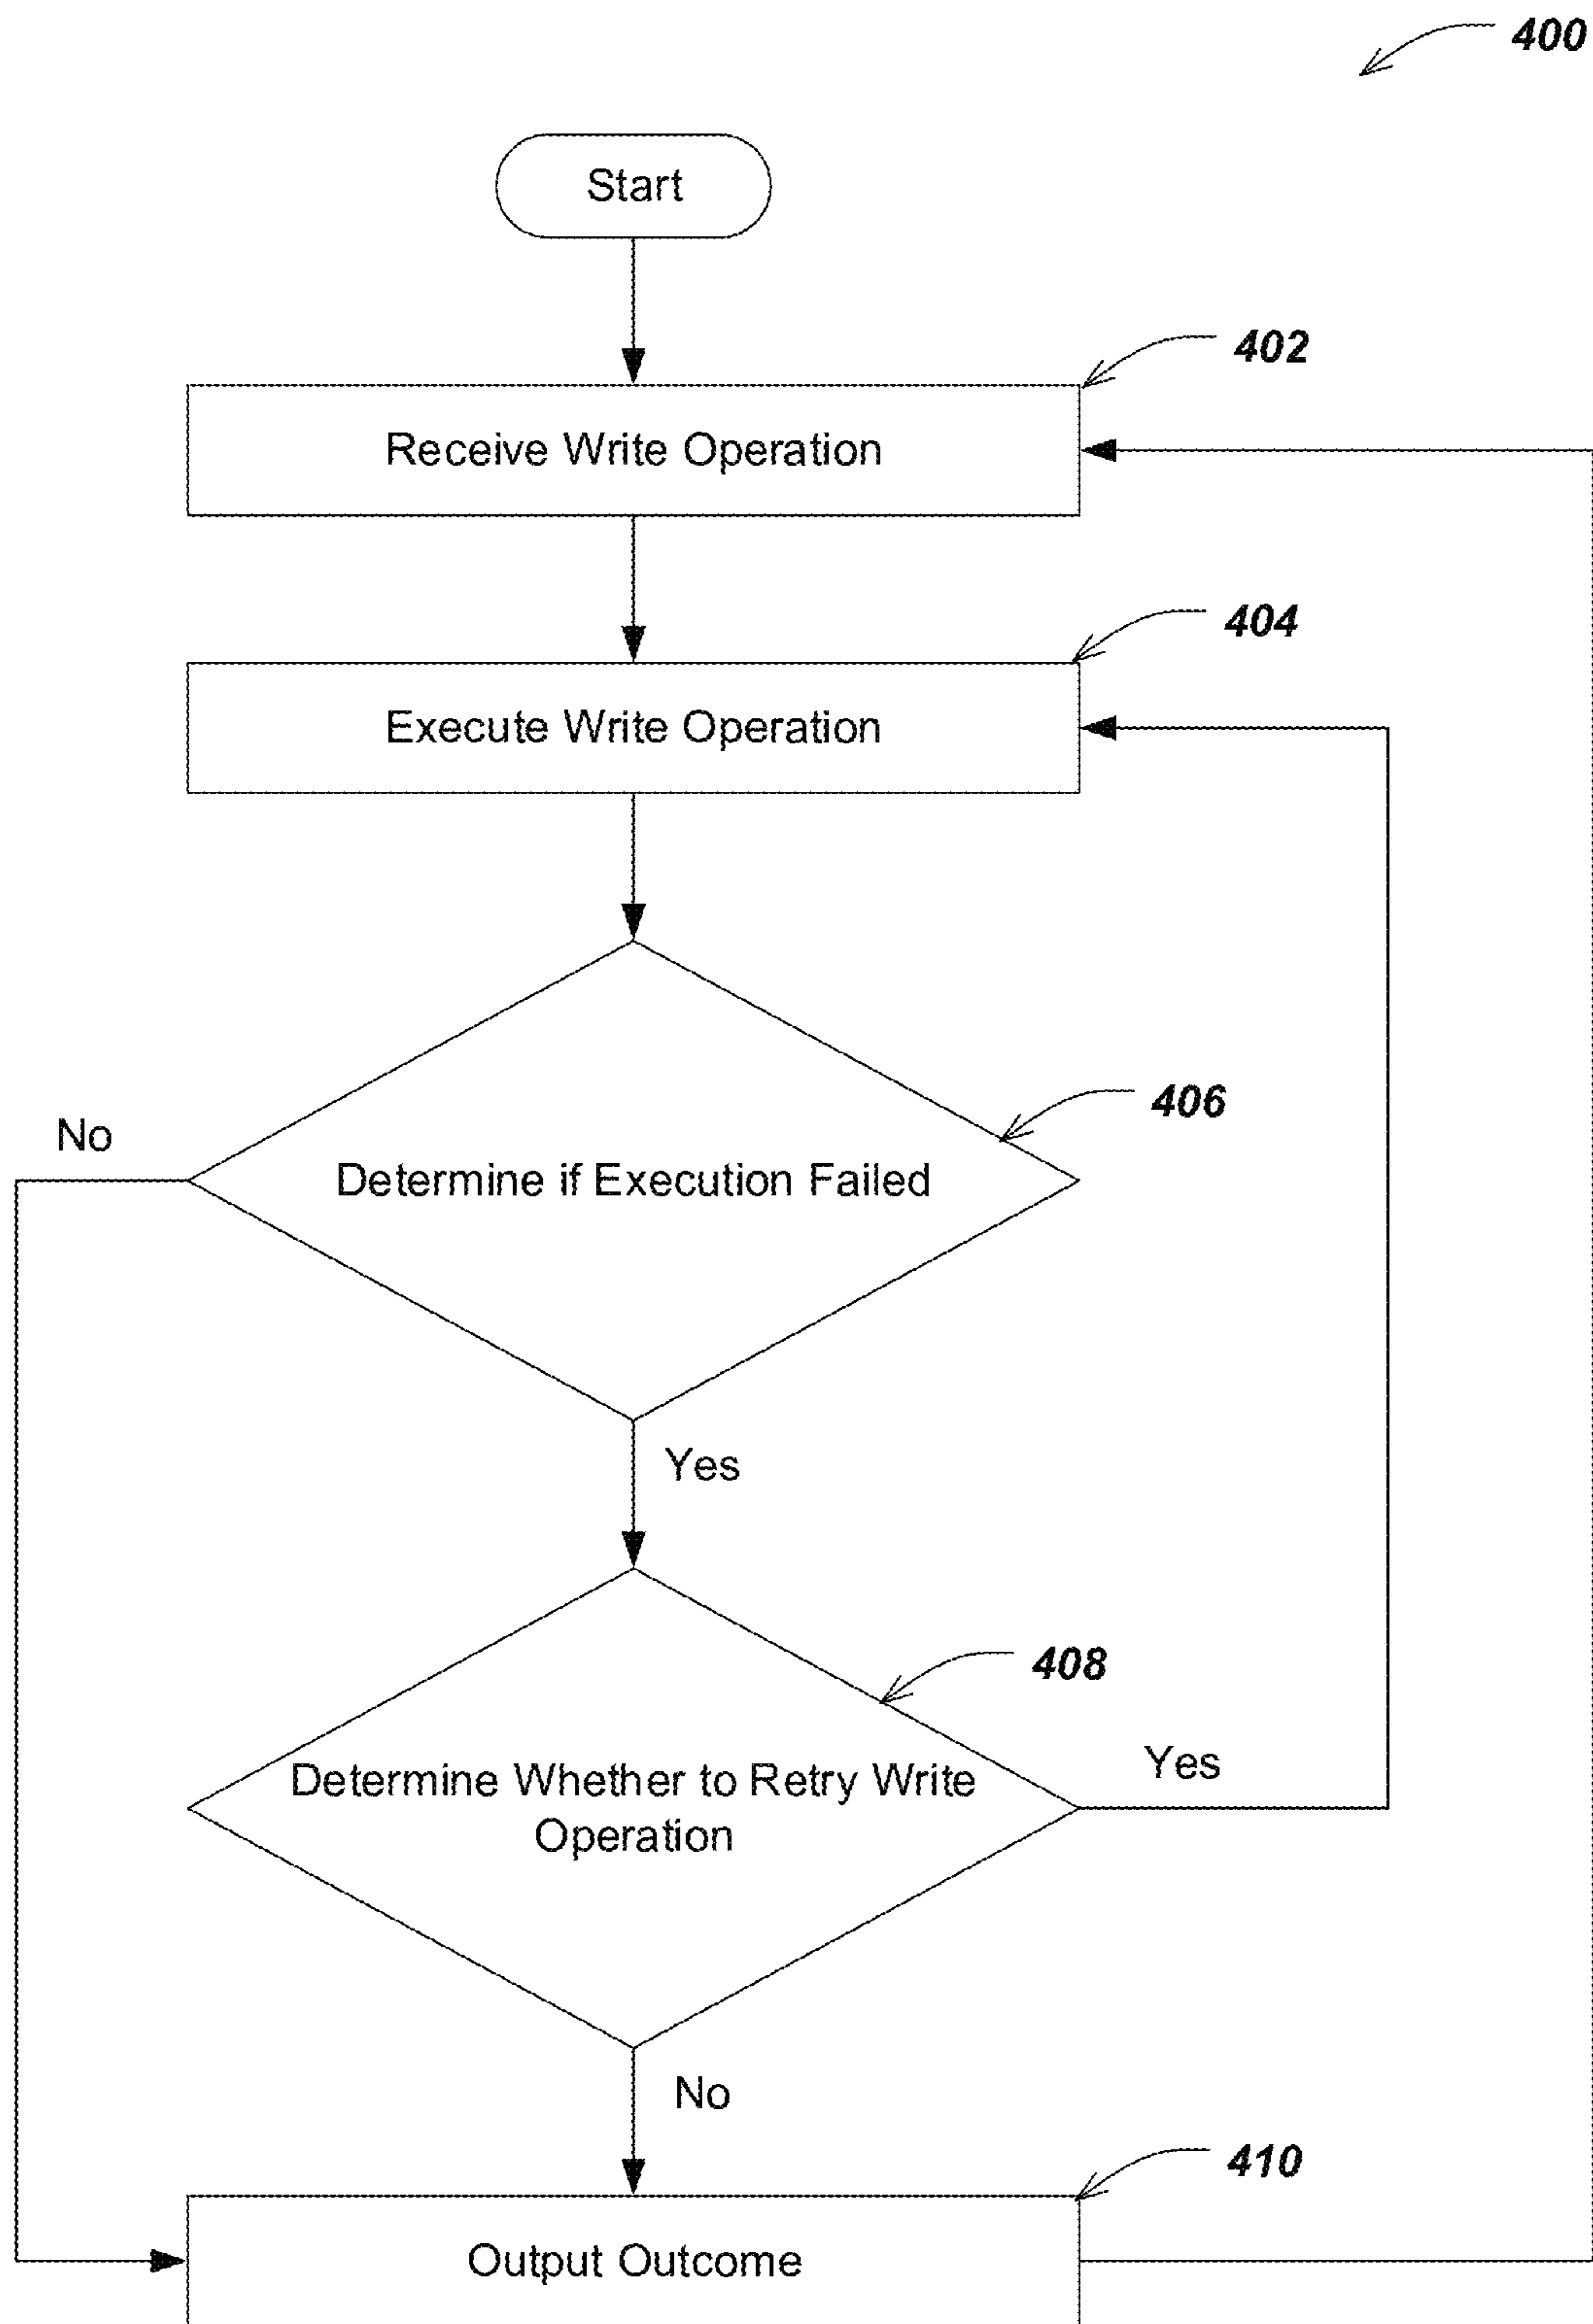 400
Start
402
Receive Write Operation
404
Execute Write Operation
406
No
Determine if Execution Failed
Yes
408
Determine Whether to Retry Write
Operation
Yes
No
410
Output Outcome